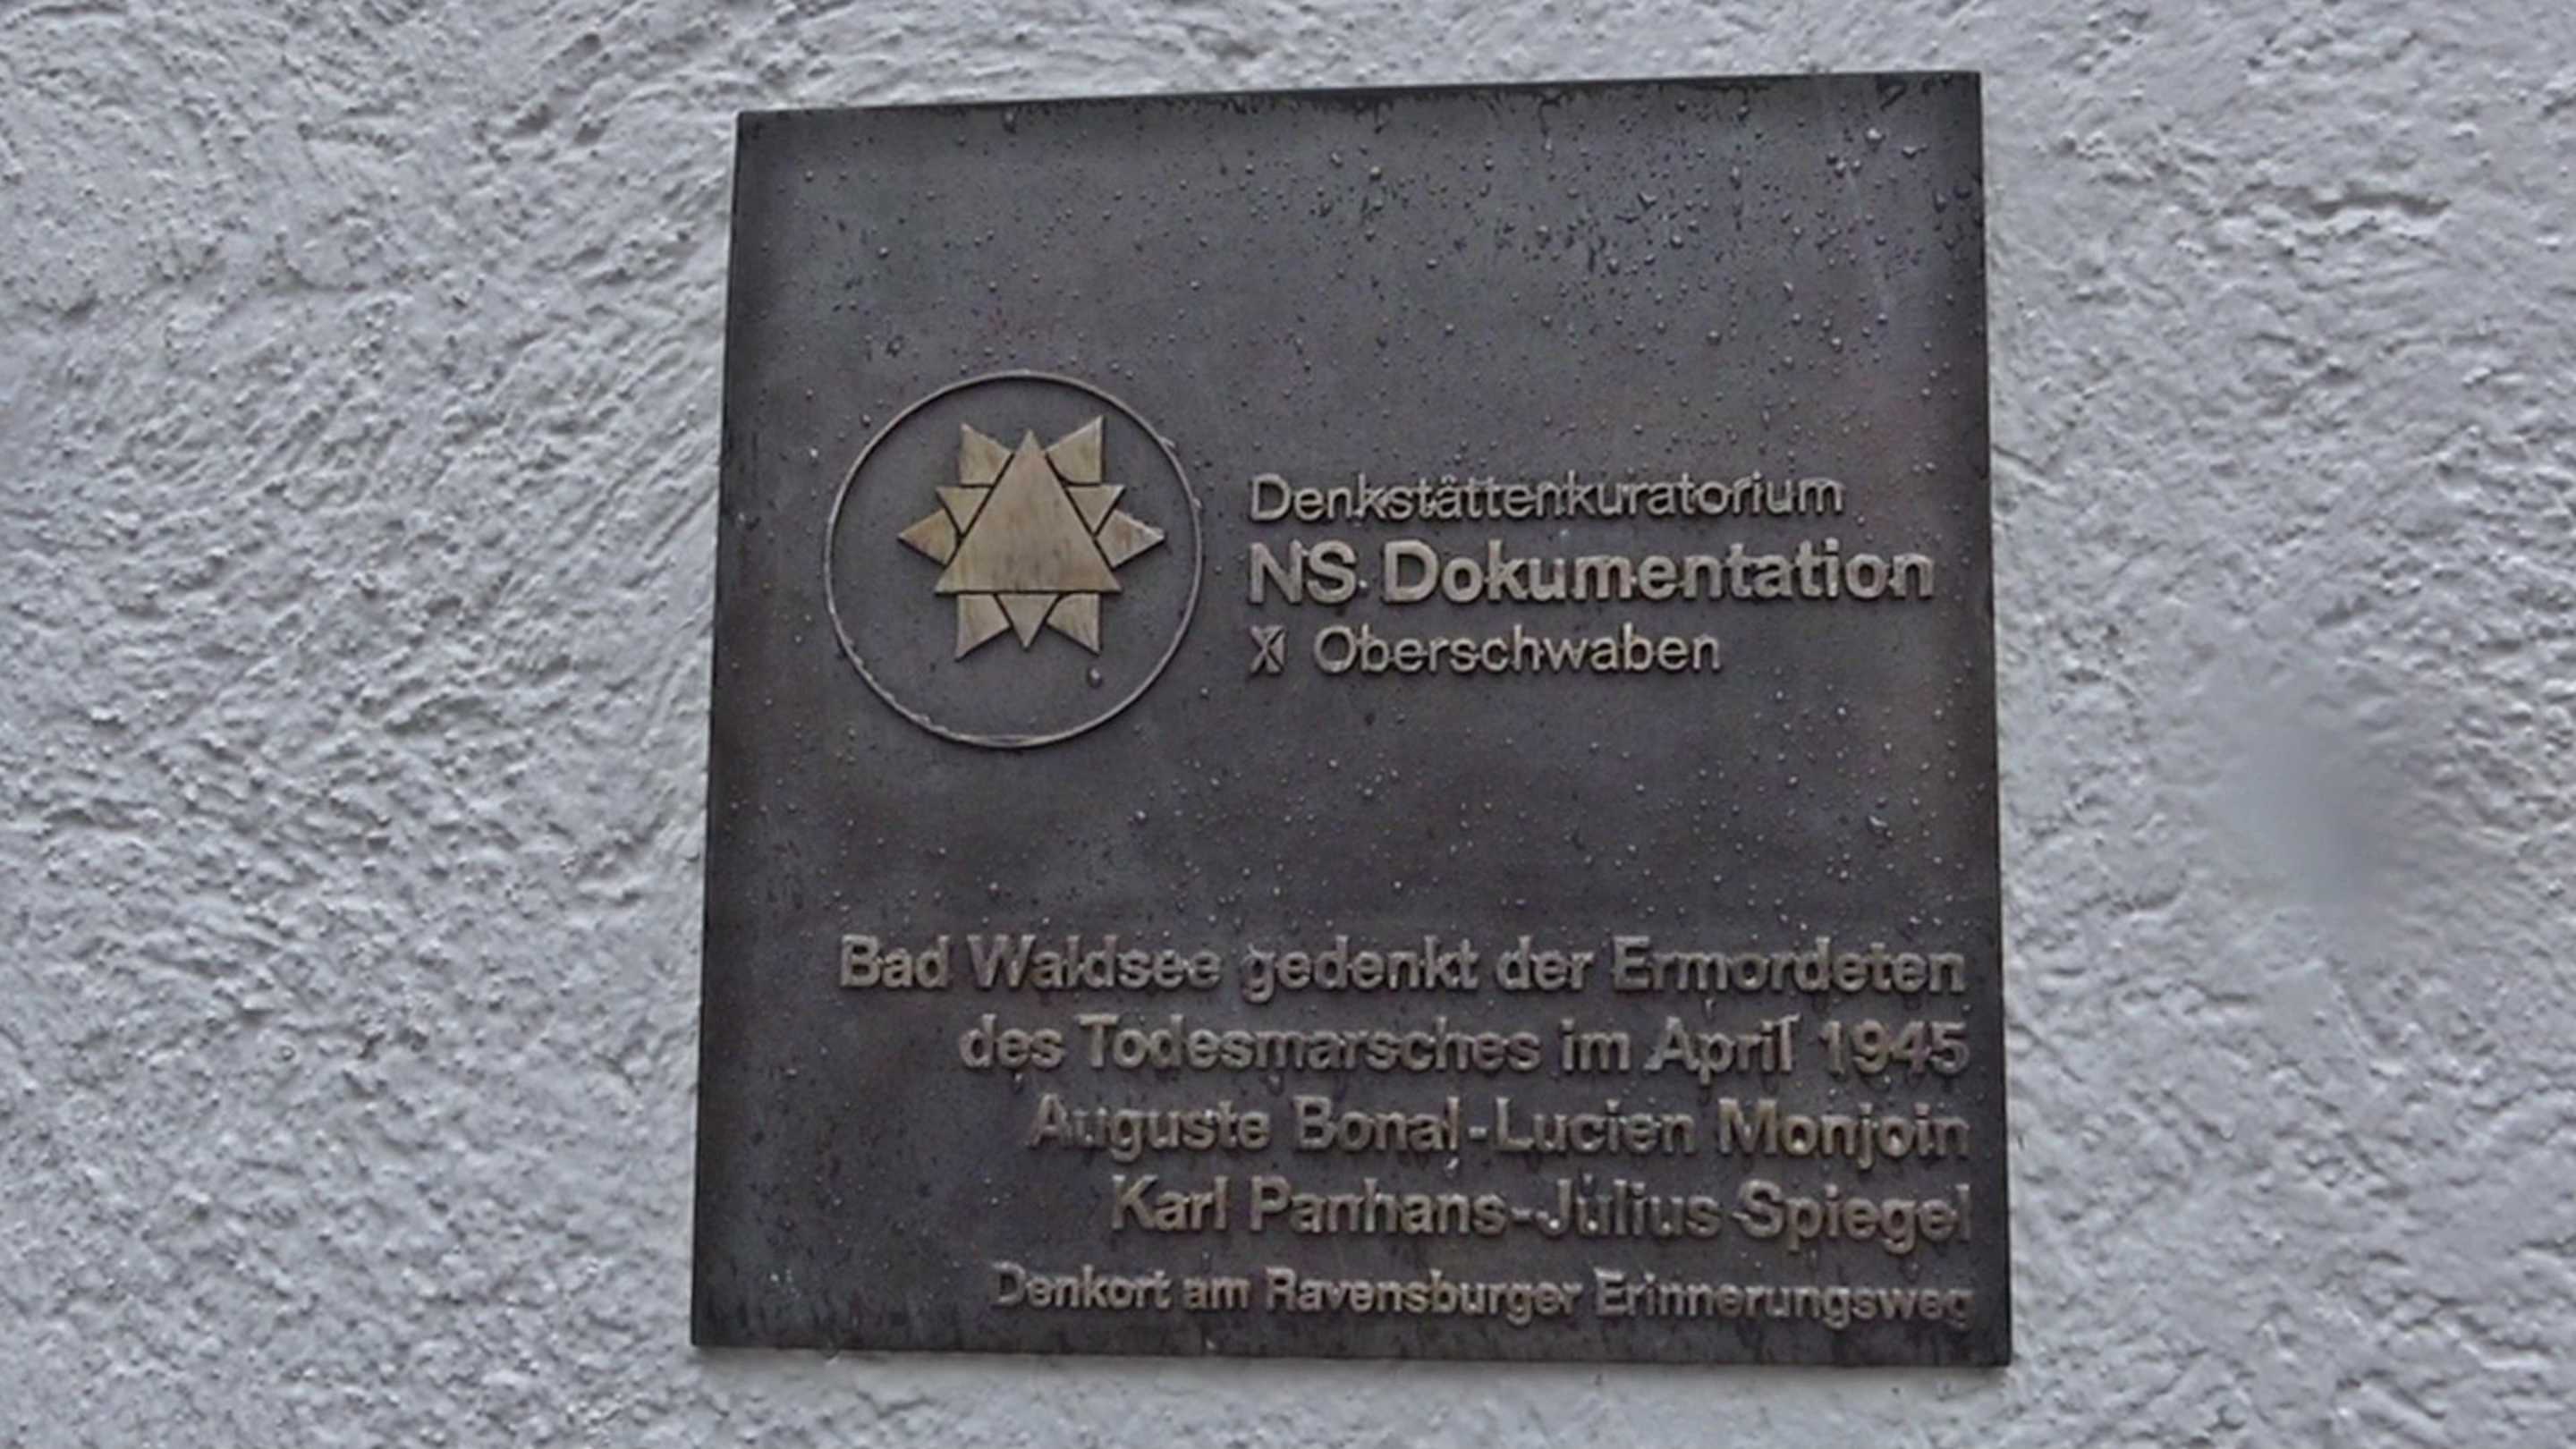 Denkstättenkuratorium
NS Dokumentation
Oberschwaben
Bad Waldsee gedenkt der Ermordeten
des Todesmarsches im April 1945
Auguste Bonal-Lucien Monjoin
Karl Panhans-Julius Spiegel
Denkort am Ravensburger Erinnerungsweg